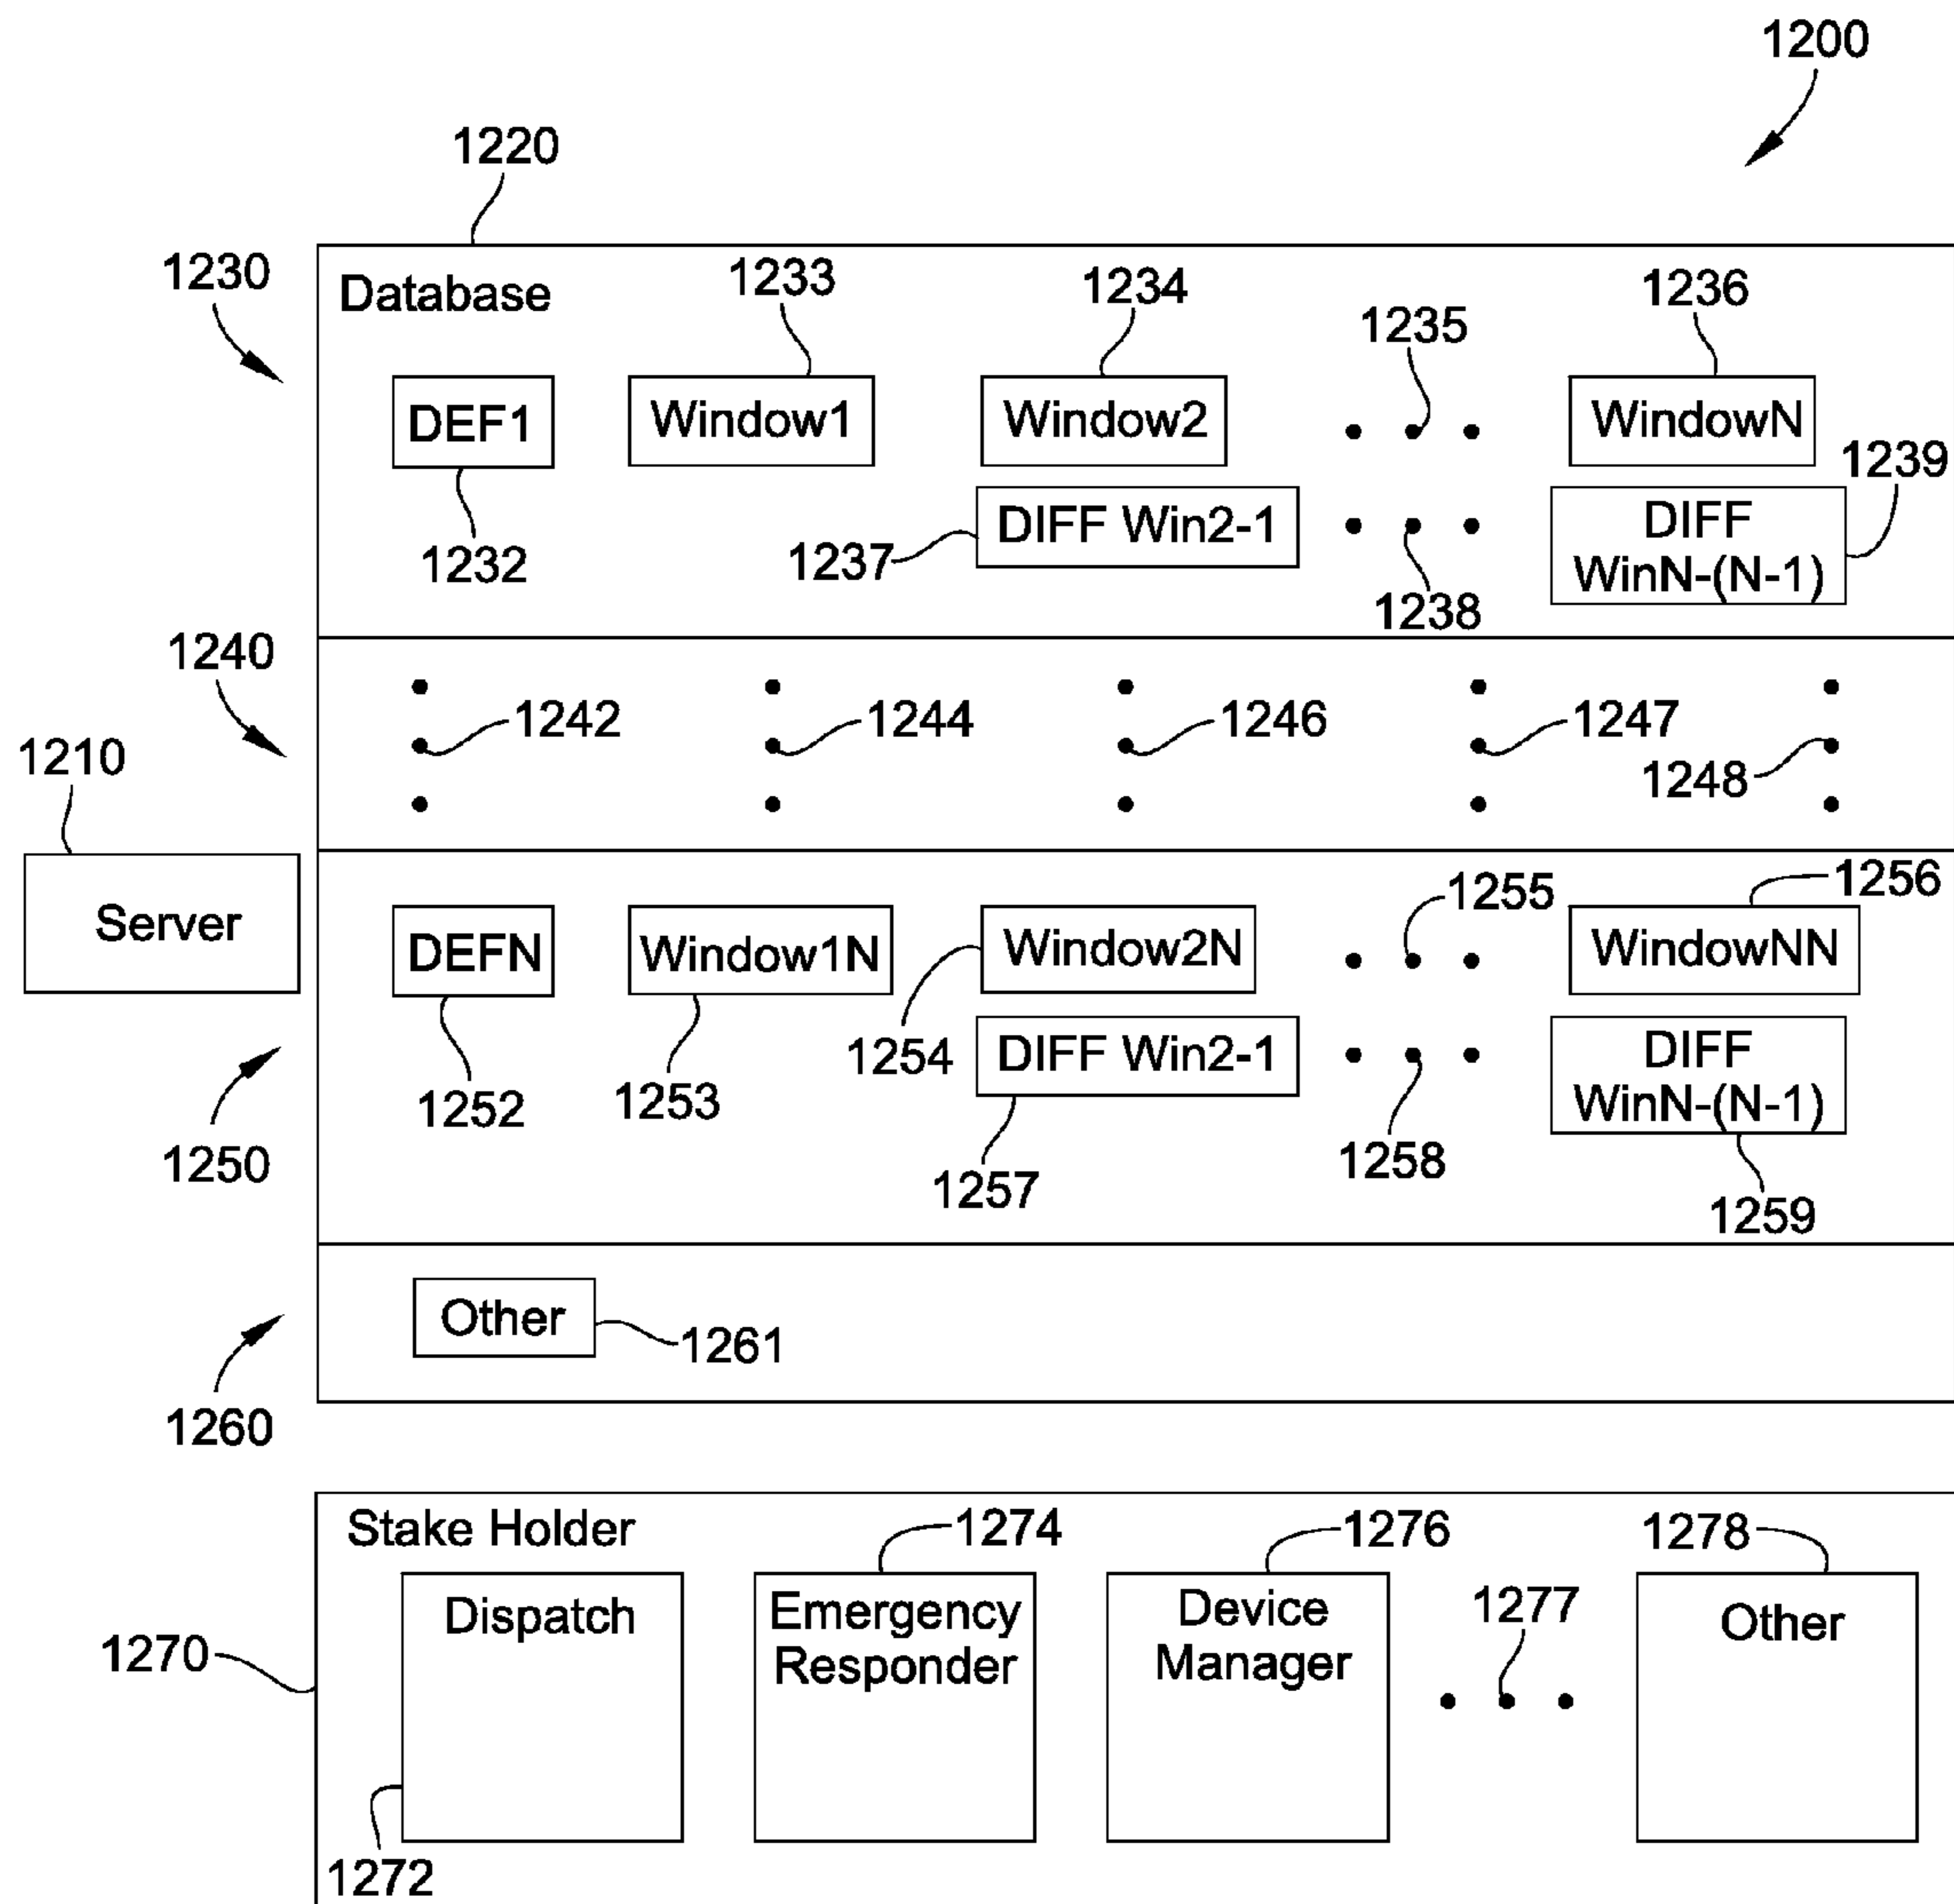 1200
1220
1230
Database
1233
1234
1235
1236
DEF1
Window1
Window2
WindowN
1239
1232
1237
DIFF Win2-1
1238
DIFF
WinN-(N-1)
1240
1242
1244
1246
1247
1248
1210
Server
1255
1256
DEFN
Window1N
Window2N
WindowNN
1252
1253
1254
DIFF Win2-1
1258
DIFF
WinN-(N-1)
1250
1257
1259
Other
1261
1260
Stake Holder
1274
1276
1278
Dispatch
Emergency
Responder
Device
Manager
1277
Other
1270
1272